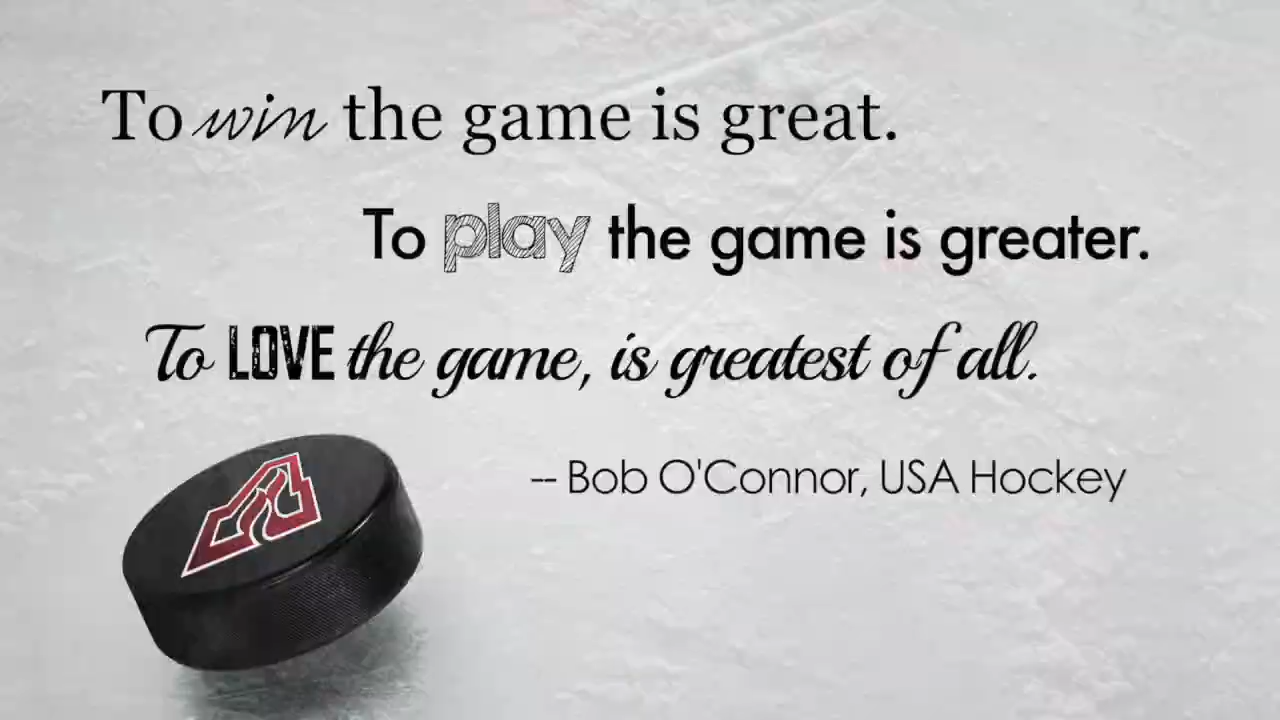 To win the game is great.
To play the game is greater.
To LOVE the game, is greatest of all.
-- Bob O'Connor, USA Hockey